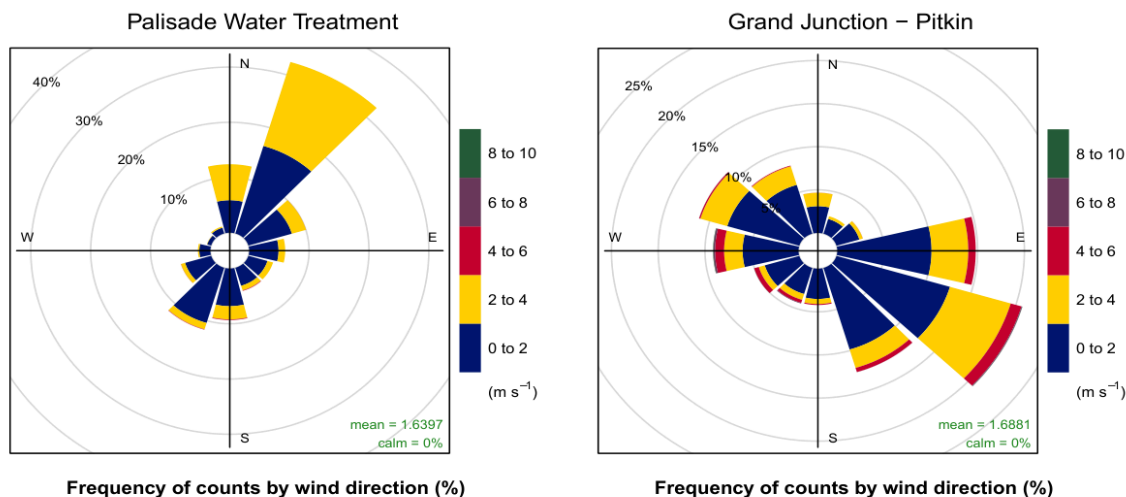 Palisade Water Treatment
N
40%
30%
20%
10%
W
E
S
8 to 10
6 to 8
4 to 6
2 to 4
0 to 2
(m s⁻¹)
mean = 1.6397
calm = 0%
Frequency of counts by wind direction (%)
Grand Junction − Pitkin
N
25%
20%
15%
10%
5%
W
E
S
8 to 10
6 to 8
4 to 6
2 to 4
0 to 2
(m s⁻¹)
mean = 1.6881
calm = 0%
Frequency of counts by wind direction (%)